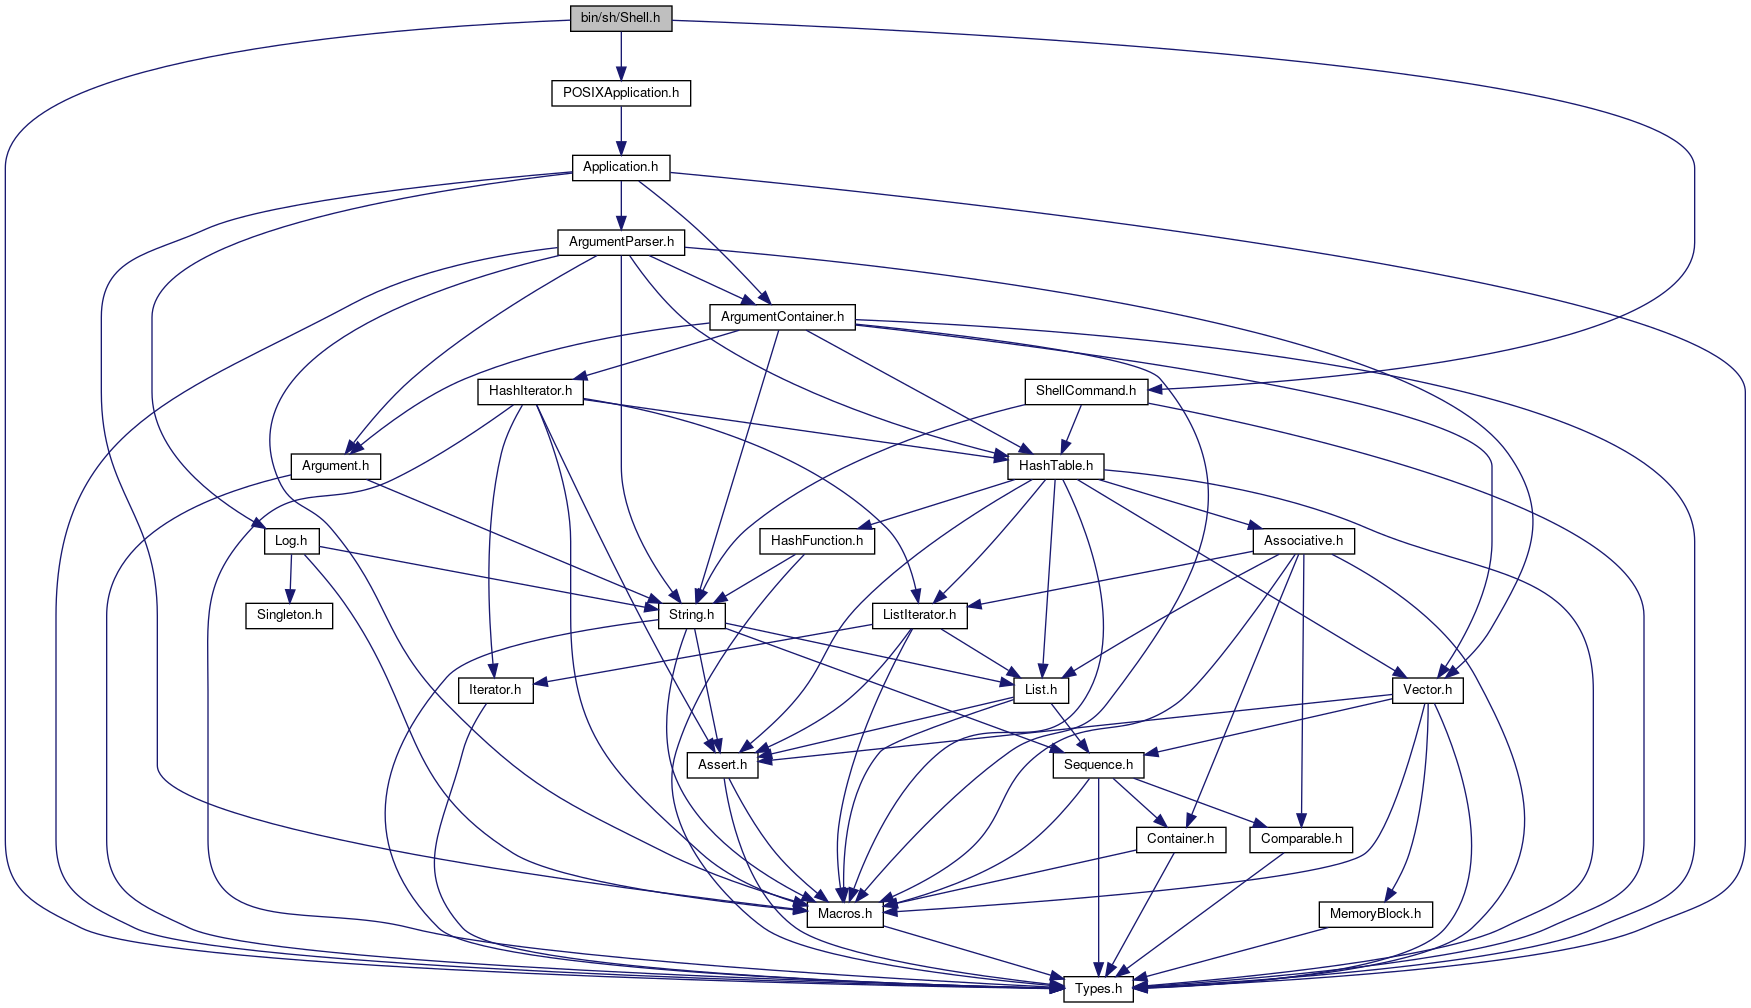 bin/sh/Shell.h
POSIXApplication.h
Application.h
ArgumentParser.h
ArgumentContainer.h
HashIterator.h
ShellCommand.h
Argument.h
HashTable.h
Log.h
HashFunction.h
Associative.h
Singleton.h
String.h
ListIterator.h
Iterator.h
List.h
Vector.h
Assert.h
Sequence.h
Container.h
Comparable.h
Macros.h
MemoryBlock.h
Types.h